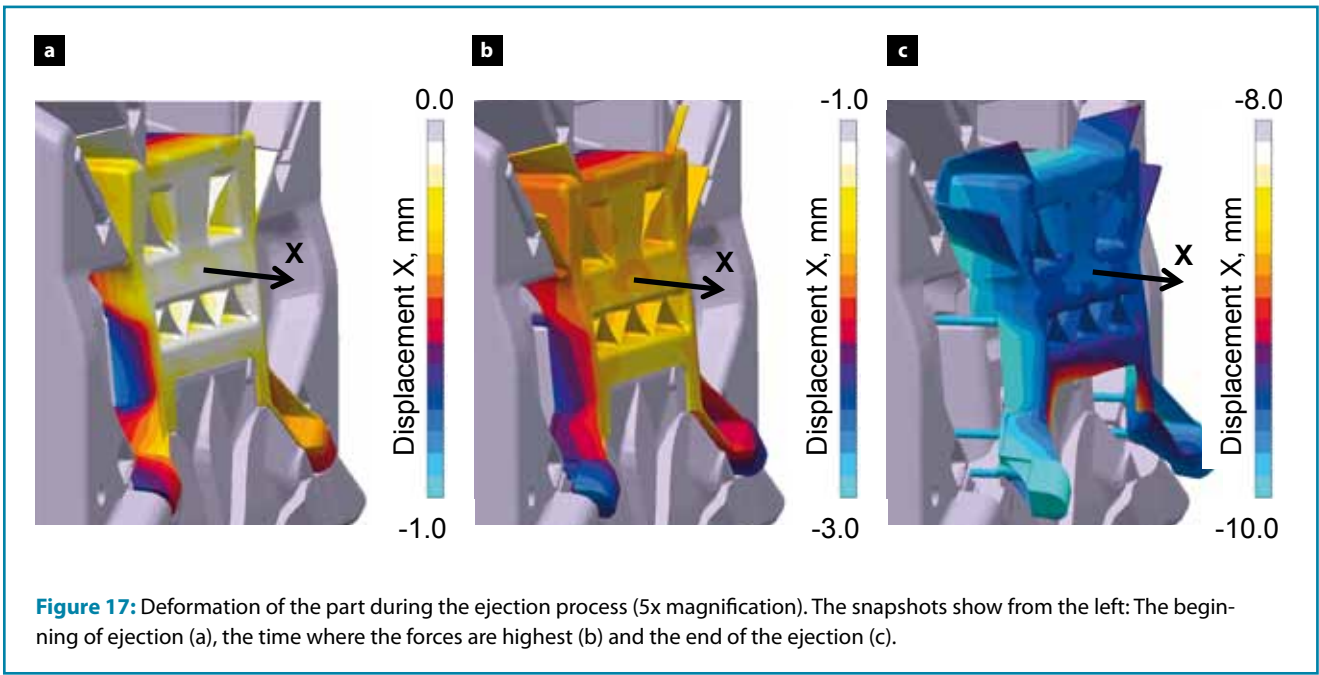 a
b
c
0.0
-1.0
-8.0
Displacement X, mm
Displacement X, mm
Displacement X, mm
X
X
X
-1.0
-3.0
-10.0
Figure 17: Deformation of the part during the ejection process (5x magnification). The snapshots show from the left: The begin-
ning of ejection (a), the time where the forces are highest (b) and the end of the ejection (c).